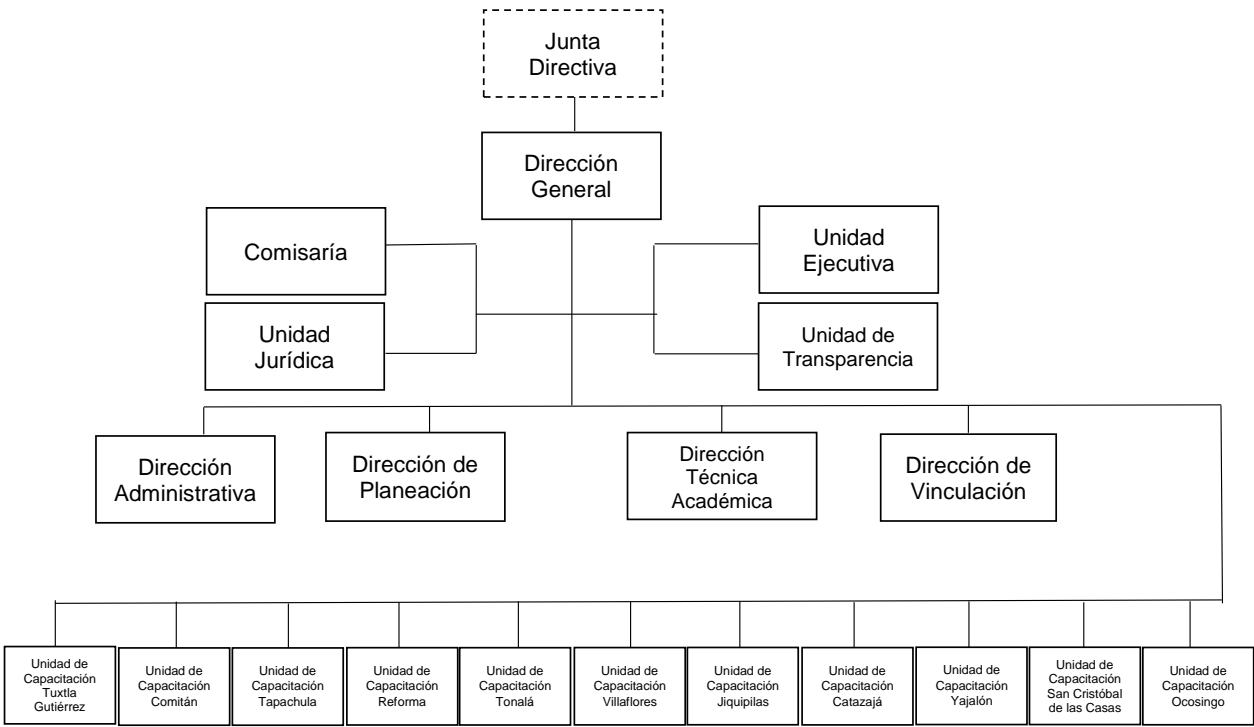 Junta
Directiva
Dirección
General
Comisaría
Unidad
Ejecutiva
Unidad
Jurídica
Unidad de
Transparencia
Dirección
Administrativa
Dirección de
Planeación
Dirección
Técnica
Académica
Dirección de
Vinculación
Unidad de
Capacitación
Tuxtla
Gutiérrez
Unidad de
Capacitación
Comitán
Unidad de
Capacitación
Tapachula
Unidad de
Capacitación
Reforma
Unidad de
Capacitación
Tonalá
Unidad de
Capacitación
Villaflores
Unidad de
Capacitación
Jiquipilas
Unidad de
Capacitación
Catazajá
Unidad de
Capacitación
Yajalón
Unidad de
Capacitación
San Cristóbal
de las Casas
Unidad de
Capacitación
Ocosingo